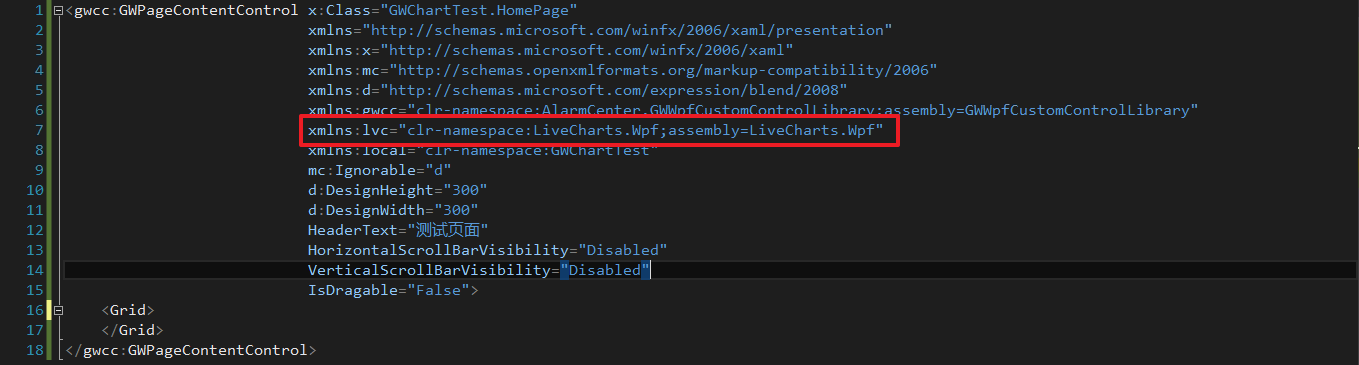 1 <gwcc:GWPageContentControl x:Class="GWChartTest.HomePage"
2 xmlns="http://schemas.microsoft.com/winfx/2006/xaml/presentation"
3 xmlns:x="http://schemas.microsoft.com/winfx/2006/xaml"
4 xmlns:mc="http://schemas.openxmlformats.org/markup-compatibility/2006"
5 xmlns:d="http://schemas.microsoft.com/expression/blend/2008"
6 xmlns:gwcc="clr-namespace:AlarmCenter.GWWpfCustomControlLibrary;assembly=GWWpfCustomControlLibrary"
7 xmlns:lvc="clr-namespace:LiveCharts.Wpf;assembly=LiveCharts.Wpf"
8 xmlns:local="clr-namespace:GWChartTest"
9 mc:Ignorable="d"
10 d:DesignHeight="300"
11 d:DesignWidth="300"
12 HeaderText="测试页面"
13 HorizontalScrollBarVisibility="Disabled"
14 VerticalScrollBarVisibility="Disabled"
15 IsDragable="False">
16 <Grid>
17 </Grid>
18 </gwcc:GWPageContentControl>